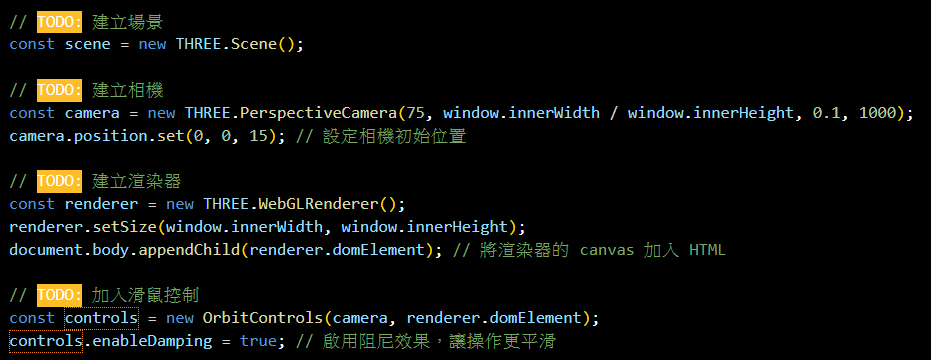 // TODO: 建立場景
const scene = new THREE.Scene();
// TODO: 建立相機
const camera = new THREE.PerspectiveCamera(75, window.innerWidth / window.innerHeight, 0.1, 1000);
camera.position.set(0, 0, 15); // 設定相機初始位置
// TODO: 建立渲染器
const renderer = new THREE.WebGLRenderer();
renderer.setSize(window.innerWidth, window.innerHeight);
document.body.appendChild(renderer.domElement); // 將渲染器的 canvas 加入 HTML
// TODO: 加入滑鼠控制
const controls = new OrbitControls(camera, renderer.domElement);
controls.enableDamping = true; // 啟用阻尼效果，讓操作更平滑